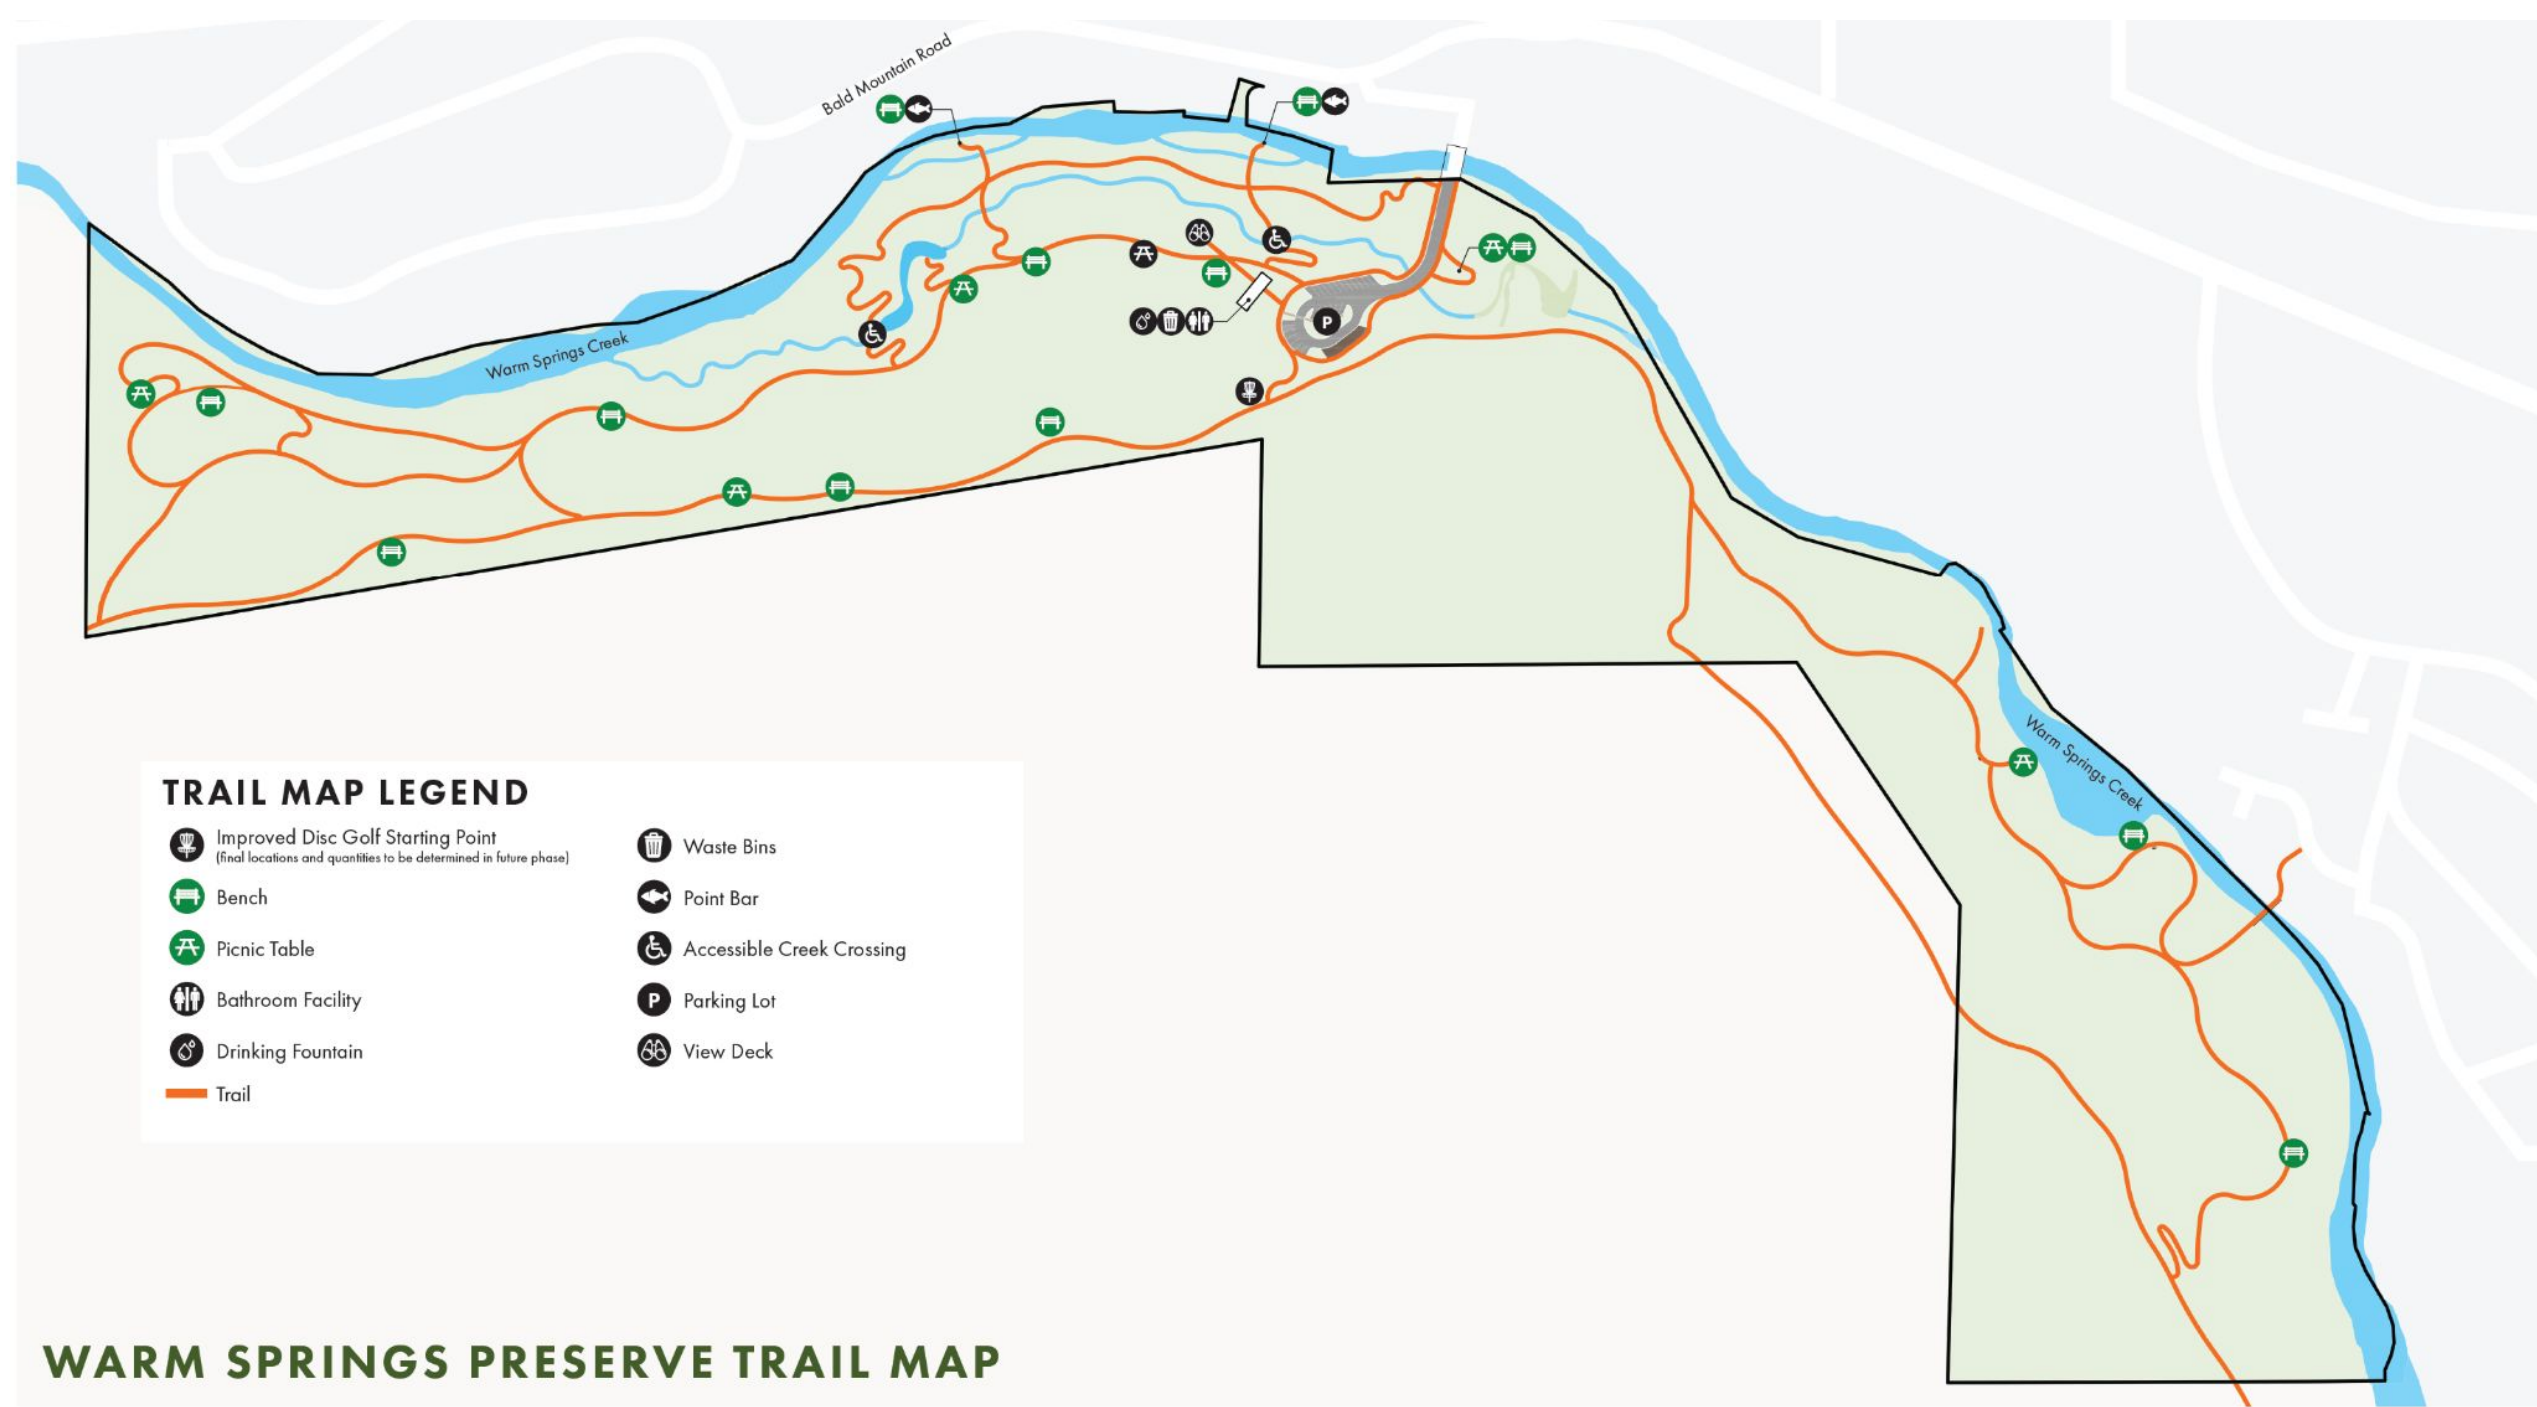 Bald Mountain Road
Warm Springs Creek
P
Warm Springs Creek
TRAIL MAP LEGEND
Improved Disc Golf Starting Point
(final locations and quantities to be determined in future phase)
Bench
Picnic Table
Bathroom Facility
Drinking Fountain
Trail
Waste Bins
Point Bar
Accessible Creek Crossing
P
Parking Lot
View Deck
WARM SPRINGS PRESERVE TRAIL MAP